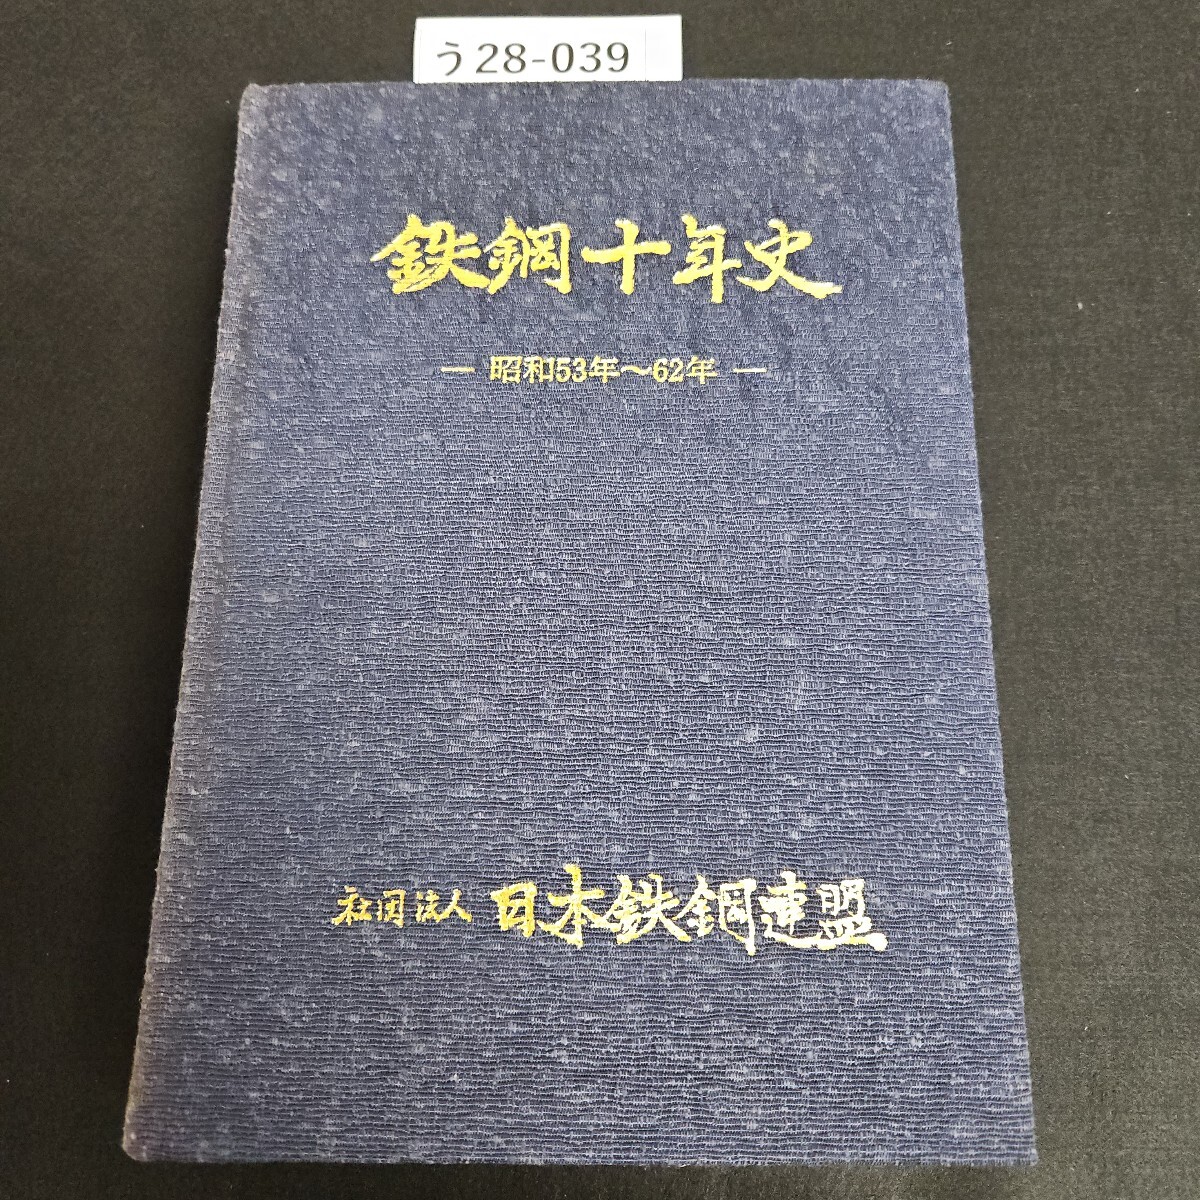 う28-039
鉄鋼十年史
― 昭和53年～62年 ―
社団法人 日本鉄鋼連盟